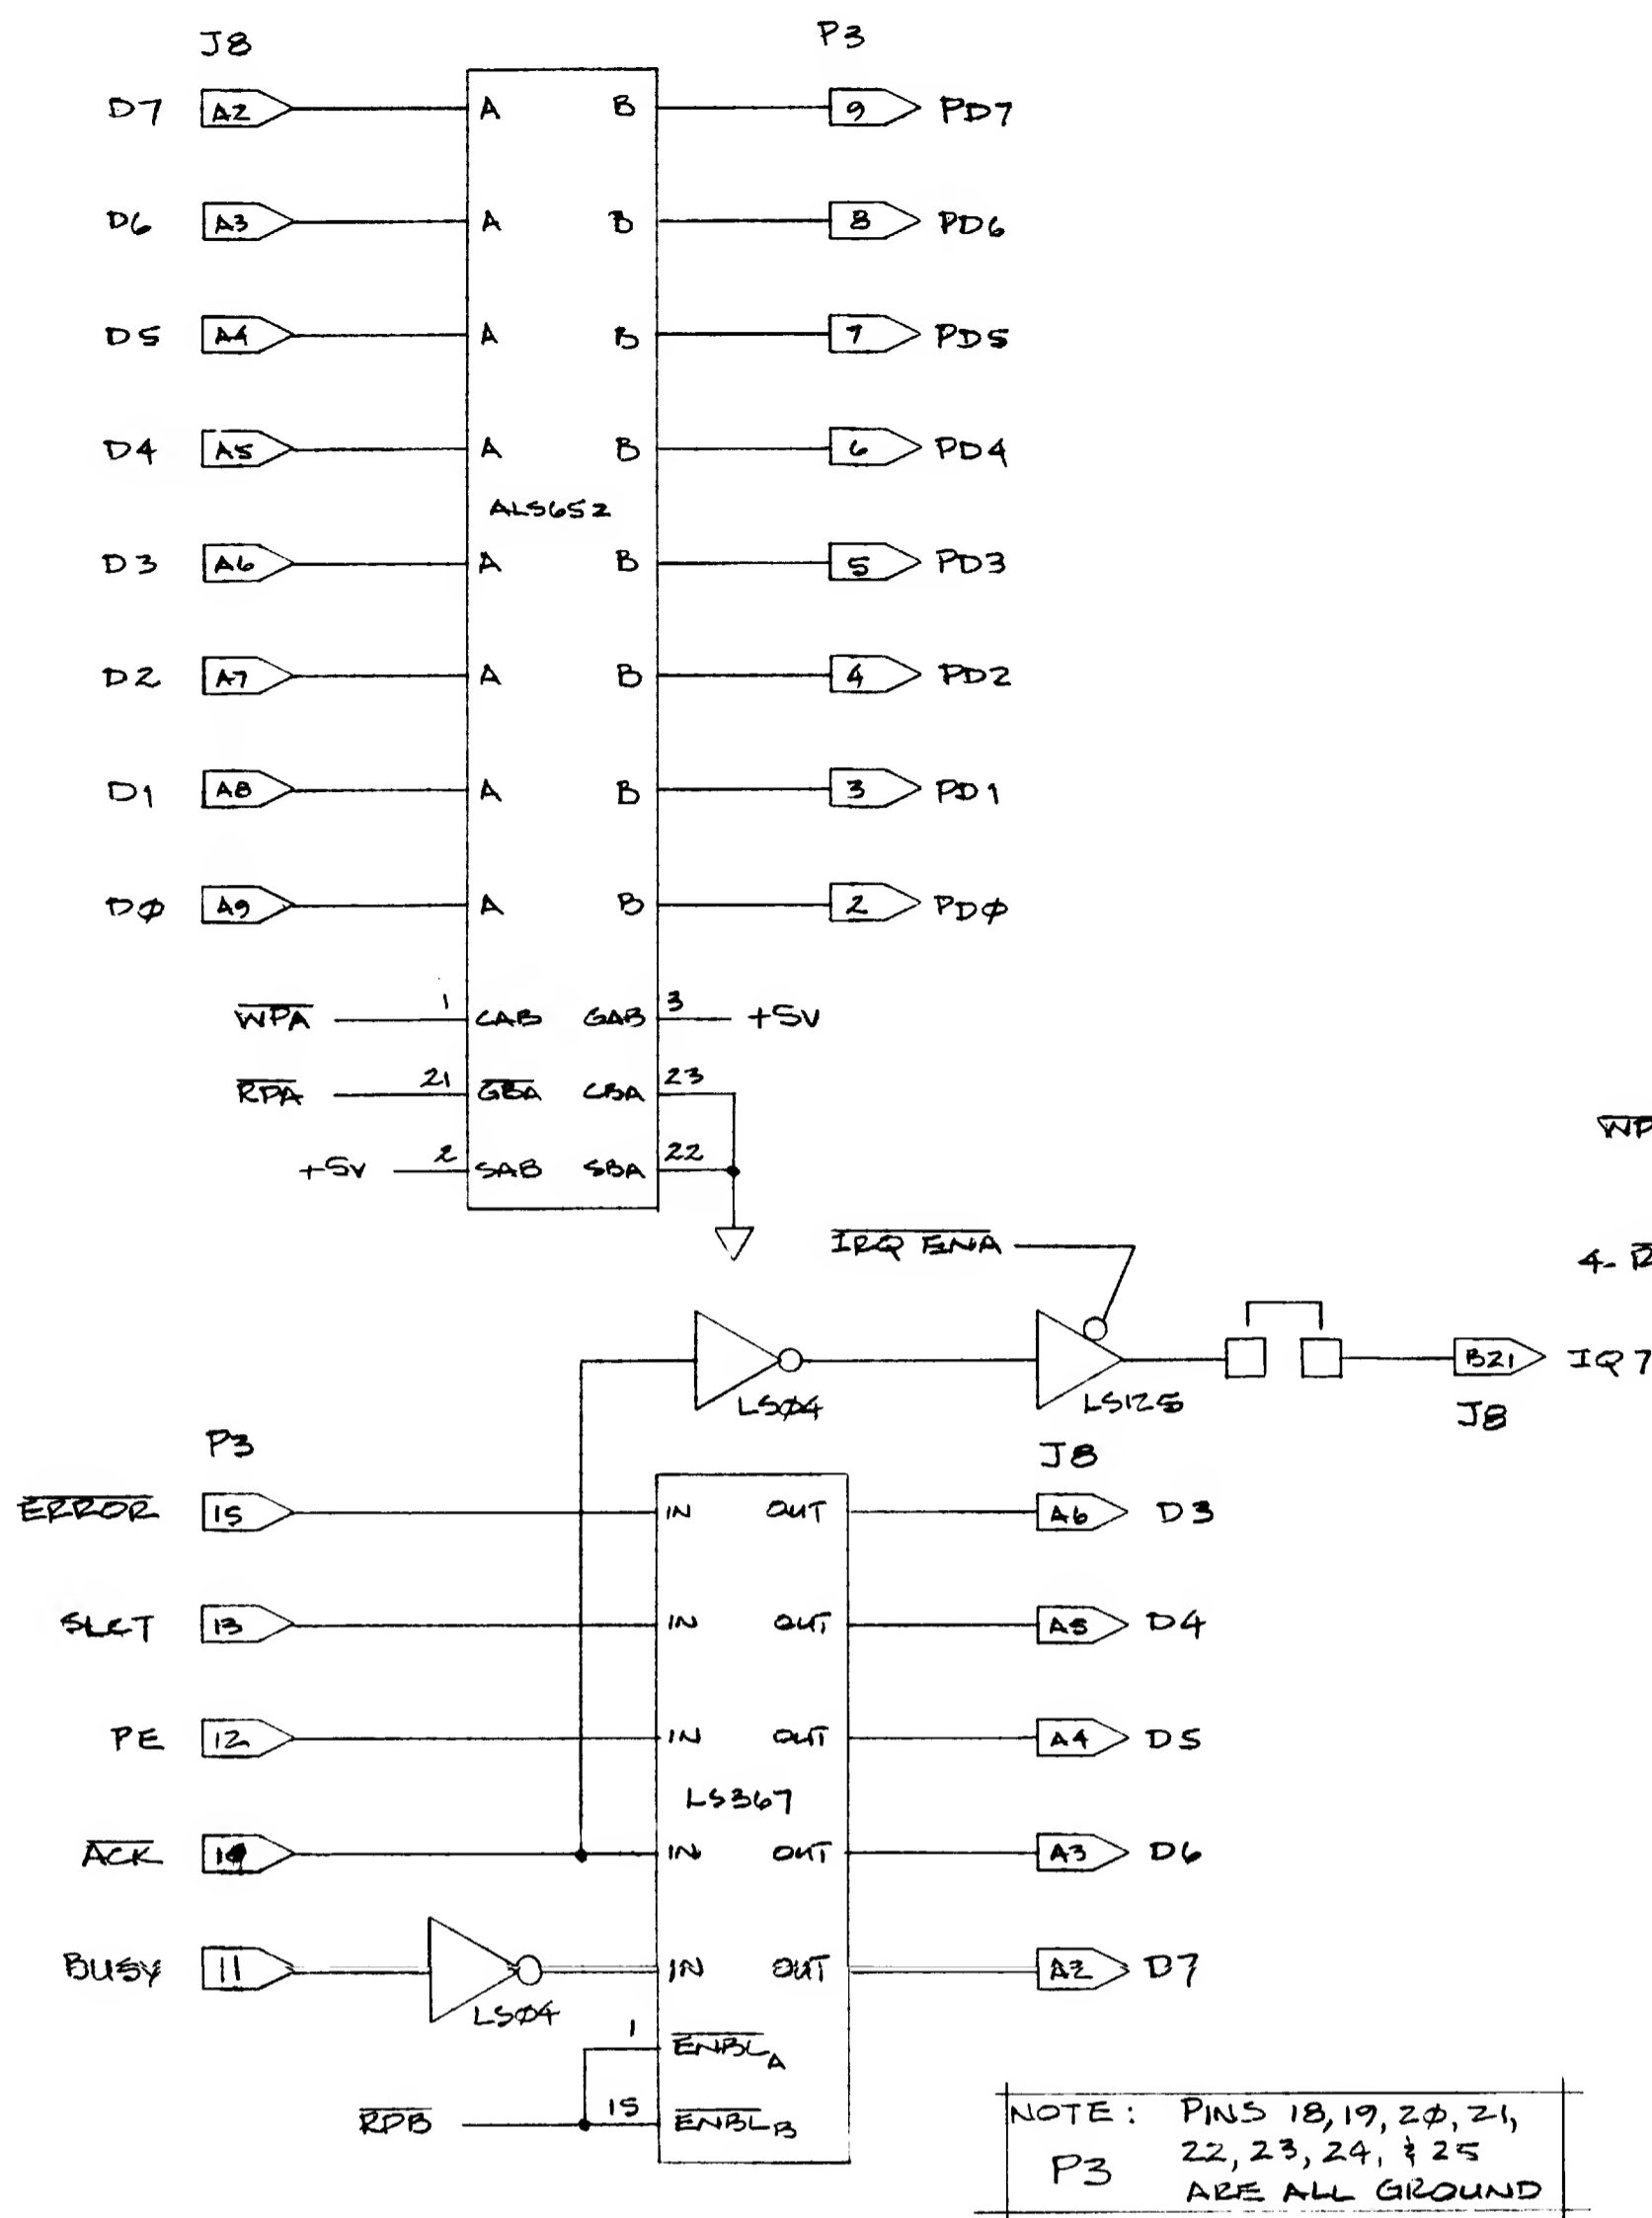 J8 P3
D7 A2 A B 9 PD7
D6 A3 A B 8 PD6
D5 A4 A B 7 PD5
D4 A5 A B 6 PD4
ALS652
D3 A6 A B 5 PD3
D2 A7 A B 4 PD2
D1 A8 A B 3 PD1
DØ A9 A B 2 PDØ
WPA 1 CAB GAB 3 +5V
RPA 21 GBA CBA 23
+5V 2 SAB SBA 22
WP
IRQ ENA
4-
B21 IQ7
LSØ4 LS125 J8
P3 J8
ERROR 15 IN OUT A6 D3
SLCT 13 IN OUT A5 D4
PE 12 IN OUT A4 D5
LS367
ACK IN OUT A3 D6
BUSY 11 IN OUT A2 D7
LSØ4
1 ENBL A
RPB 15 ENBL B
NOTE: PINS 18,19,2Ø,21,
22,23,24, & 25
P3
ARE ALL GROUND